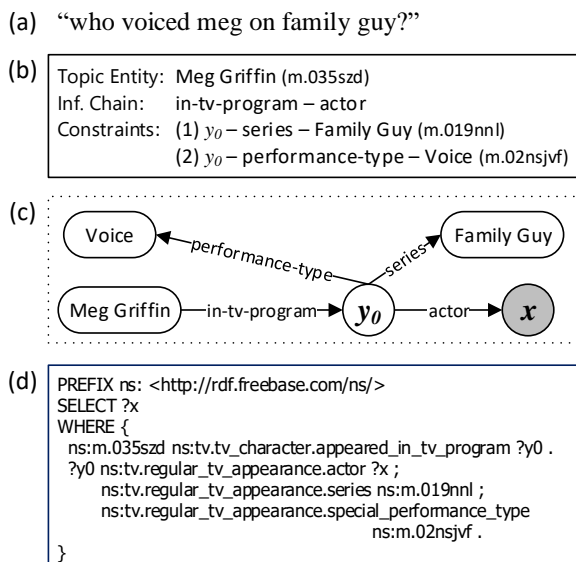 (a) “who voiced meg on family guy?”
(b)
Topic Entity: Meg Griffin (m.035szd)
Inf. Chain: in-tv-program – actor
Constraints: (1) y0 – series – Family Guy (m.019nnl)
(2) y0 – performance-type – Voice (m.02nsjvf)
(c)
Voice
performance-type
series
Family Guy
Meg Griffin
in-tv-program
y0
actor
x
(d)
PREFIX ns: <http://rdf.freebase.com/ns/>
SELECT ?x
WHERE {
ns:m.035szd ns:tv.tv_character.appeared_in_tv_program ?y0 .
?y0 ns:tv.regular_tv_appearance.actor ?x ;
ns:tv.regular_tv_appearance.series ns:m.019nnl ;
ns:tv.regular_tv_appearance.special_performance_type
ns:m.02nsjvf .
}